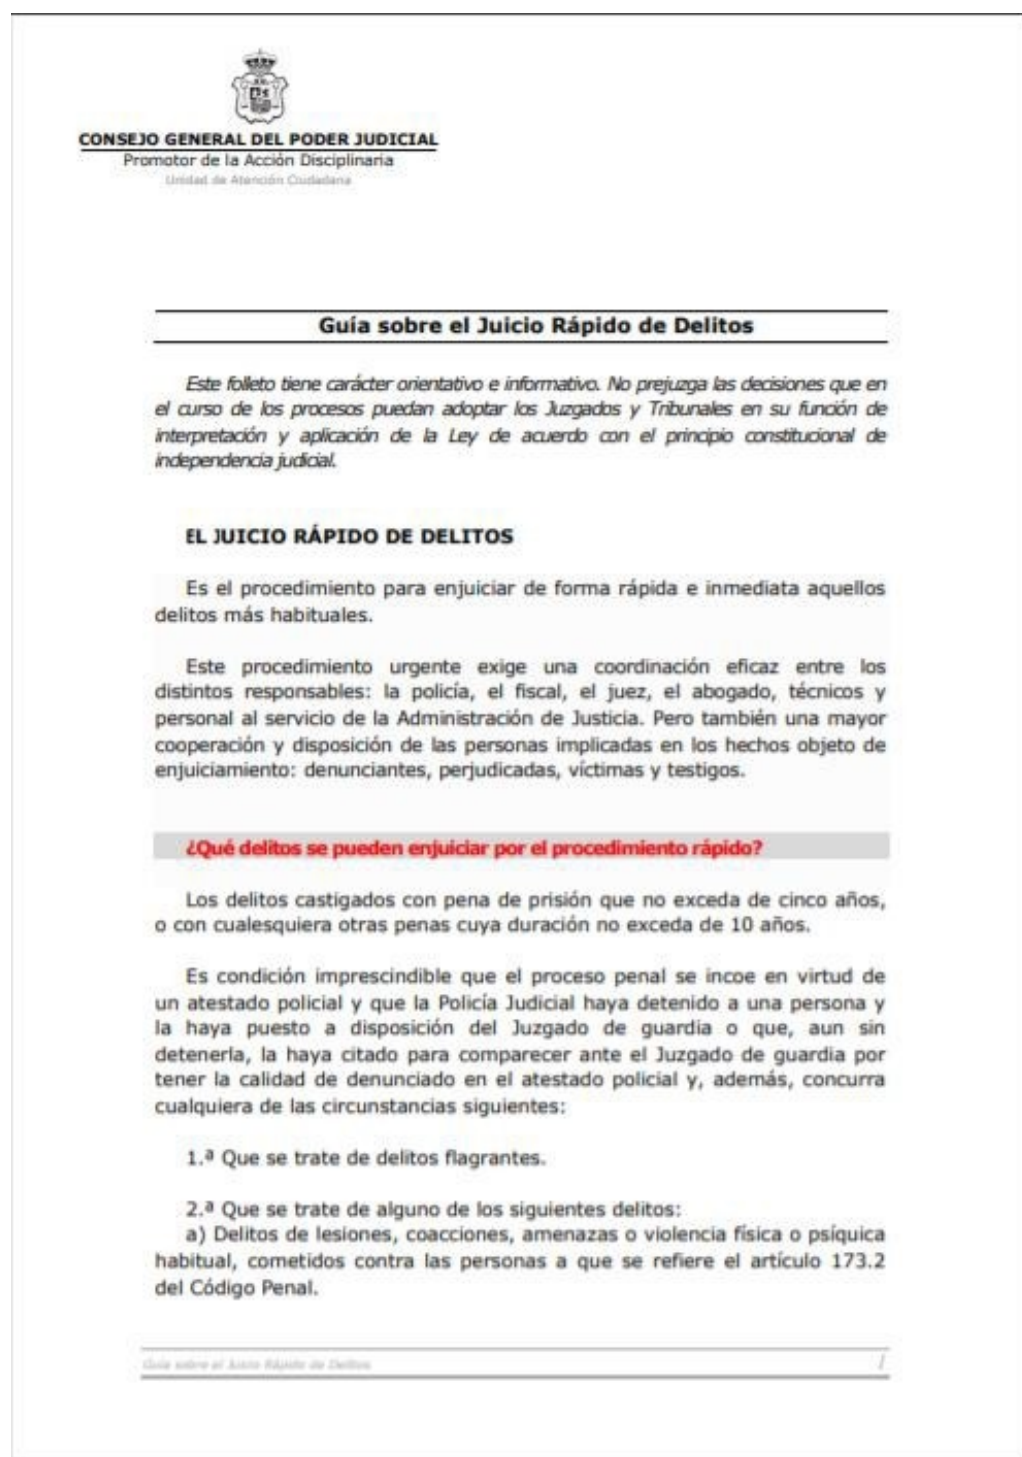 CONSEJO GENERAL DEL PODER JUDICIAL
Promotor de la Acción Disciplinaria
Unidad de Atención Ciudadana
Guía sobre el Juicio Rápido de Delitos
Este folleto tiene carácter orientativo e informativo. No prejuzga las decisiones que en
el curso de los procesos puedan adoptar los Juzgados y Tribunales en su función de
interpretación y aplicación de la Ley de acuerdo con el principio constitucional de
independencia judicial.
EL JUICIO RÁPIDO DE DELITOS
Es el procedimiento para enjuiciar de forma rápida e inmediata aquellos
delitos más habituales.
Este procedimiento urgente exige una coordinación eficaz entre los
distintos responsables: la policía, el fiscal, el juez, el abogado, técnicos y
personal al servicio de la Administración de Justicia. Pero también una mayor
cooperación y disposición de las personas implicadas en los hechos objeto de
enjuiciamiento: denunciantes, perjudicadas, víctimas y testigos.
¿Qué delitos se pueden enjuiciar por el procedimiento rápido?
Los delitos castigados con pena de prisión que no exceda de cinco años,
o con cualesquiera otras penas cuya duración no exceda de 10 años.
Es condición imprescindible que el proceso penal se incoe en virtud de
un atestado policial y que la Policía Judicial haya detenido a una persona y
la haya puesto a disposición del Juzgado de guardia o que, aun sin
detenerla, la haya citado para comparecer ante el Juzgado de guardia por
tener la calidad de denunciado en el atestado policial y, además, concurra
cualquiera de las circunstancias siguientes:
1.ª Que se trate de delitos flagrantes.
2.ª Que se trate de alguno de los siguientes delitos:
a) Delitos de lesiones, coacciones, amenazas o violencia física o psíquica
habitual, cometidos contra las personas a que se refiere el artículo 173.2
del Código Penal.
Guía sobre el Juicio Rápido de Delitos 1